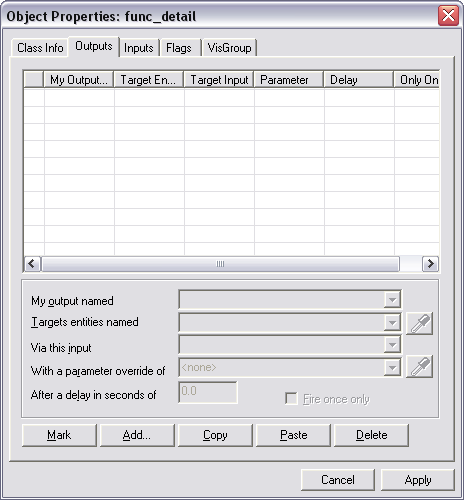 Object Properties: func_detail
Class Info Outputs Inputs Flags VisGroup
My Output... Target En... Target Input Parameter Delay Only On
My output named
Targets entities named
Via this input
With a parameter override of <none>
After a delay in seconds of 0.0 Fire once only
Mark Add... Copy Paste Delete
Cancel Apply